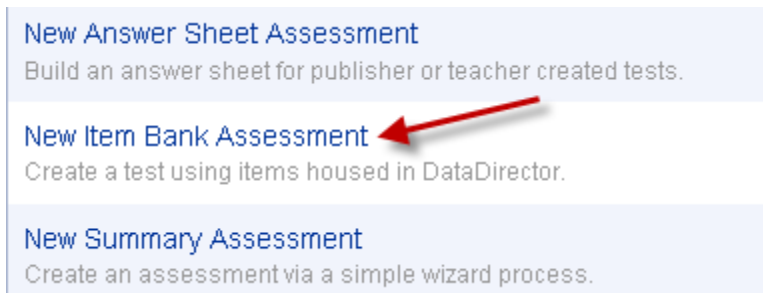 New Answer Sheet Assessment
Build an answer sheet for publisher or teacher created tests.
New Item Bank Assessment
Create a test using items housed in DataDirector.
New Summary Assessment
Create an assessment via a simple wizard process.